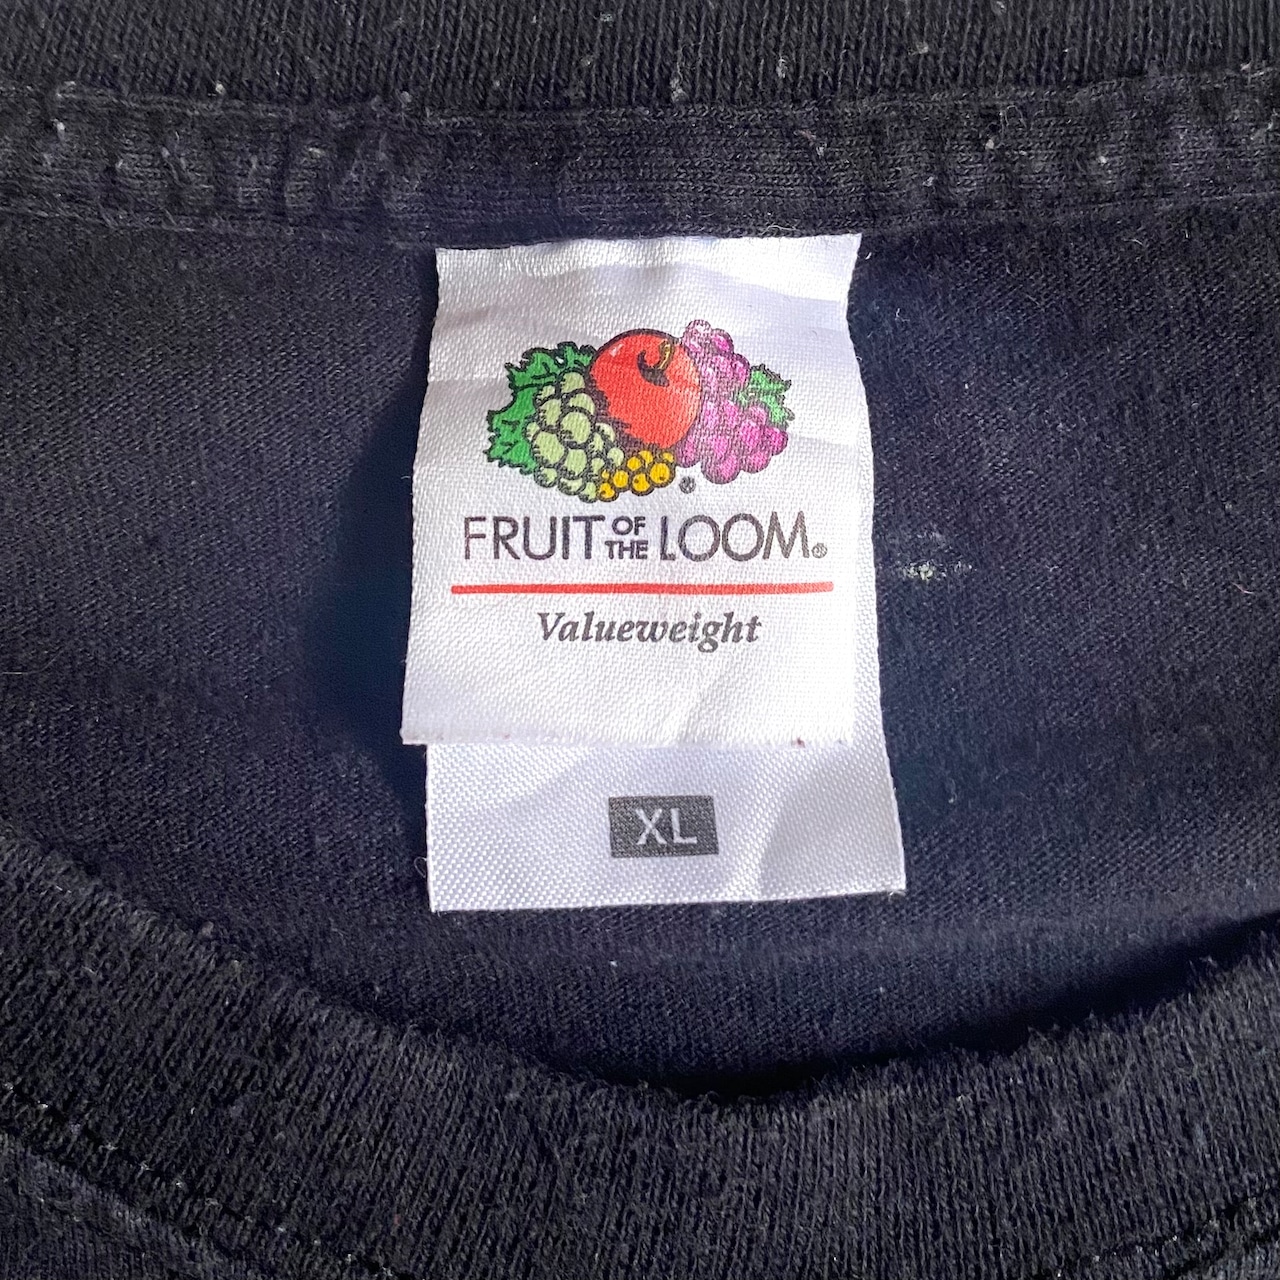 ®
FRUIT OF THE LOOM®
Valueweight
XL